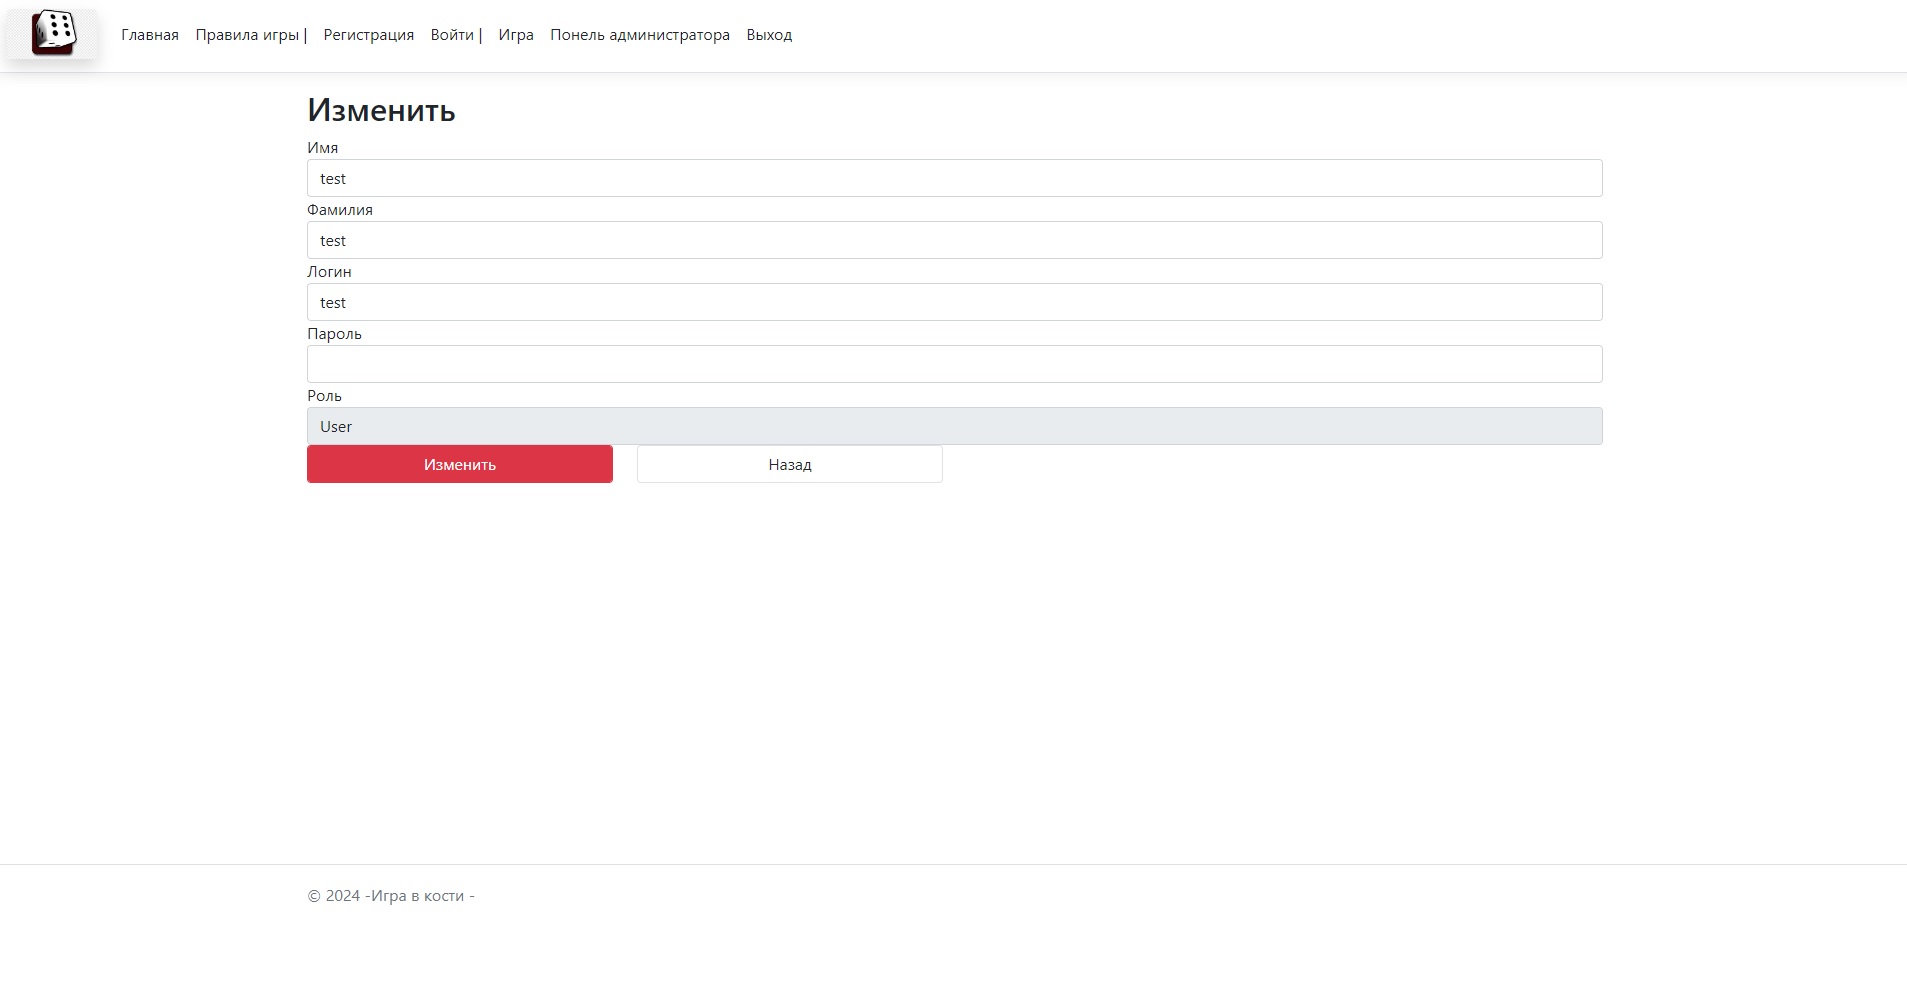 Главная Правила игры | Регистрация Войти | Игра Понель администратора Выход
Изменить
Имя
test
Фамилия
test
Логин
test
Пароль
Роль
User
Изменить Назад
© 2024 -Игра в кости -